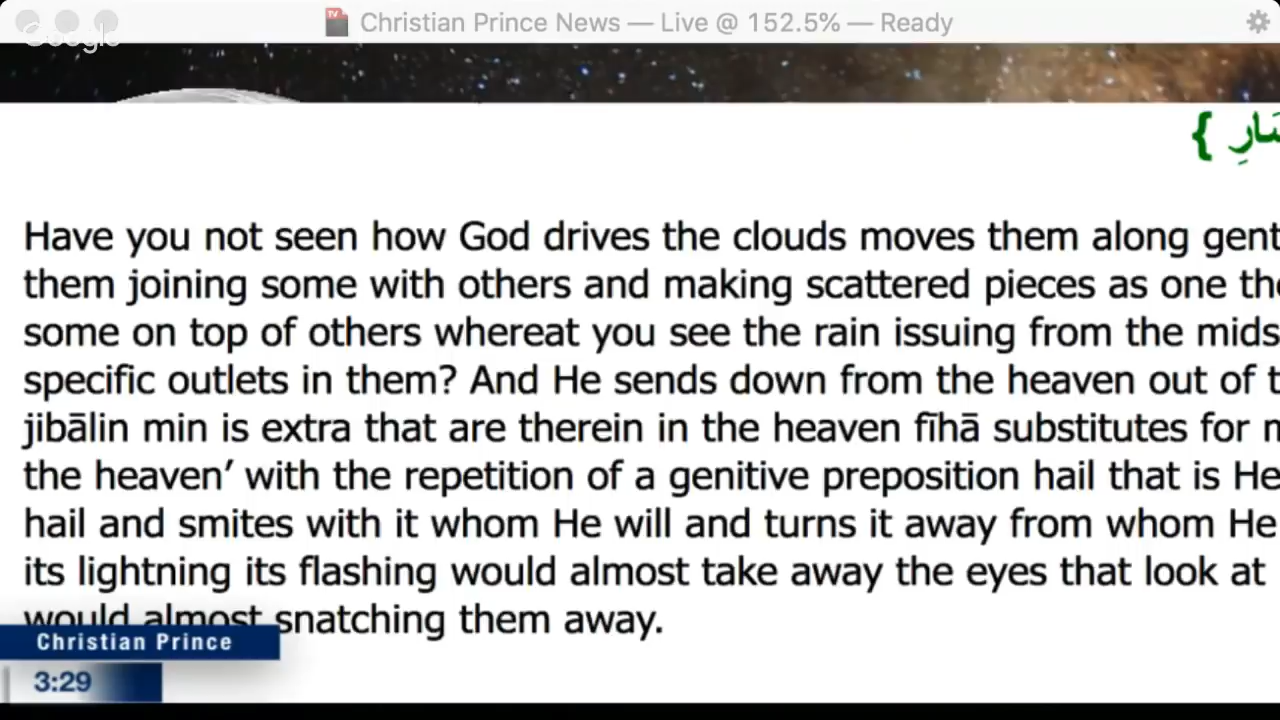 Christian Prince News — Live @ 152.5% — Ready
Google
{
Have you not seen how God drives the clouds moves them along
them joining some with others and making scattered pieces as one
some on top of others whereat you see the rain issuing from the
specific outlets in them? And He sends down from the heaven out of
jibālin min is extra that are therein in the heaven fīhā substitutes for
the heaven’ with the repetition of a genitive preposition hail that is He
hail and smites with it whom He will and turns it away from whom He
its lightning its flashing would almost take away the eyes that look at
would almost snatching them away.
Christian Prince
3:29